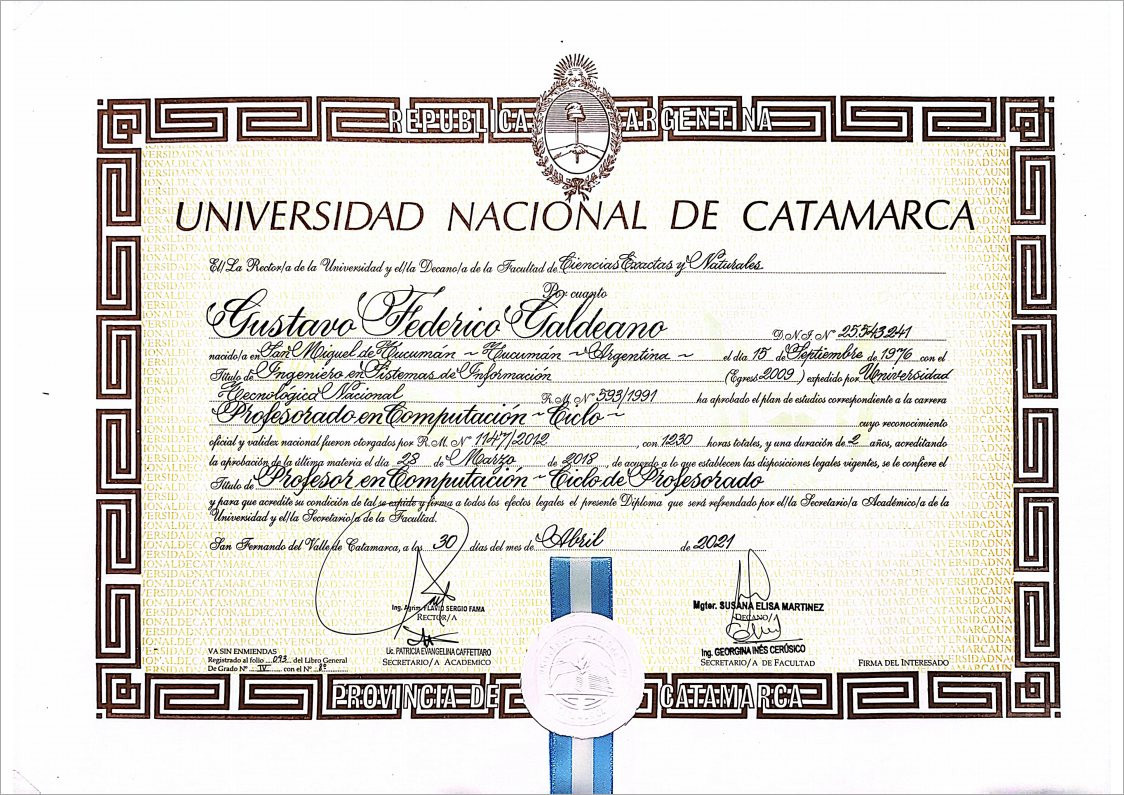 REPUBLICA ARGENTINA
UNIVERSIDAD NACIONAL DE CATAMARCA
El/La Rector/a de la Universidad y el/la Decano/a de la Facultad de Ciencias Exactas y Naturales
Por cuanto
Gustavo Federico Galdeano D.N.I. N° 25.543.241
nacido/a en San Miguel de Tucumán ~ Tucumán ~ Argentina ~ el día 15 de Septiembre de 1976 con el
Título de Ingeniero en Sistemas de Información (Egresó 2009) expedido por Universidad
Tecnológica Nacional R.M. N° 593/1991 ha aprobado el plan de estudios correspondiente a la carrera
Profesorado en Computación ~ Ciclo ~ cuyo reconocimiento
oficial y validez nacional fueron otorgados por R.M. N° 1147/2012, con 1230 horas totales, y una duración de 2 años, acreditando
la aprobación de la última materia el día 28 de Marzo de 2018, de acuerdo a lo que establecen las disposiciones legales vigentes, se le confiere el
Título de Profesor en Computación ~ Ciclo de Profesorado
y para que acredite su condición de tal se expide y firma a todos los efectos legales el presente Diploma que será refrendado por el/la Secretario/a Académico/a de la
Universidad y el/la Secretario/a de la Facultad.
San Fernando del Valle de Catamarca, a los 30 días del mes de Abril de 2021
Ing. Agrim. FLAVIO SERGIO FAMA
RECTOR/A
Mgter. SUSANA ELISA MARTINEZ
DECANO/A
Lic. PATRICIA EVANGELINA CAFFETTARO
SECRETARIO/A ACADEMICO
Ing. GEORGINA INÉS CERÚSICO
SECRETARIO/A DE FACULTAD
FIRMA DEL INTERESADO
VA SIN ENMIENDAS
Registrado al folio 093 del Libro General
De Grado N° IV con el N°
PROVINCIA DE CATAMARCA